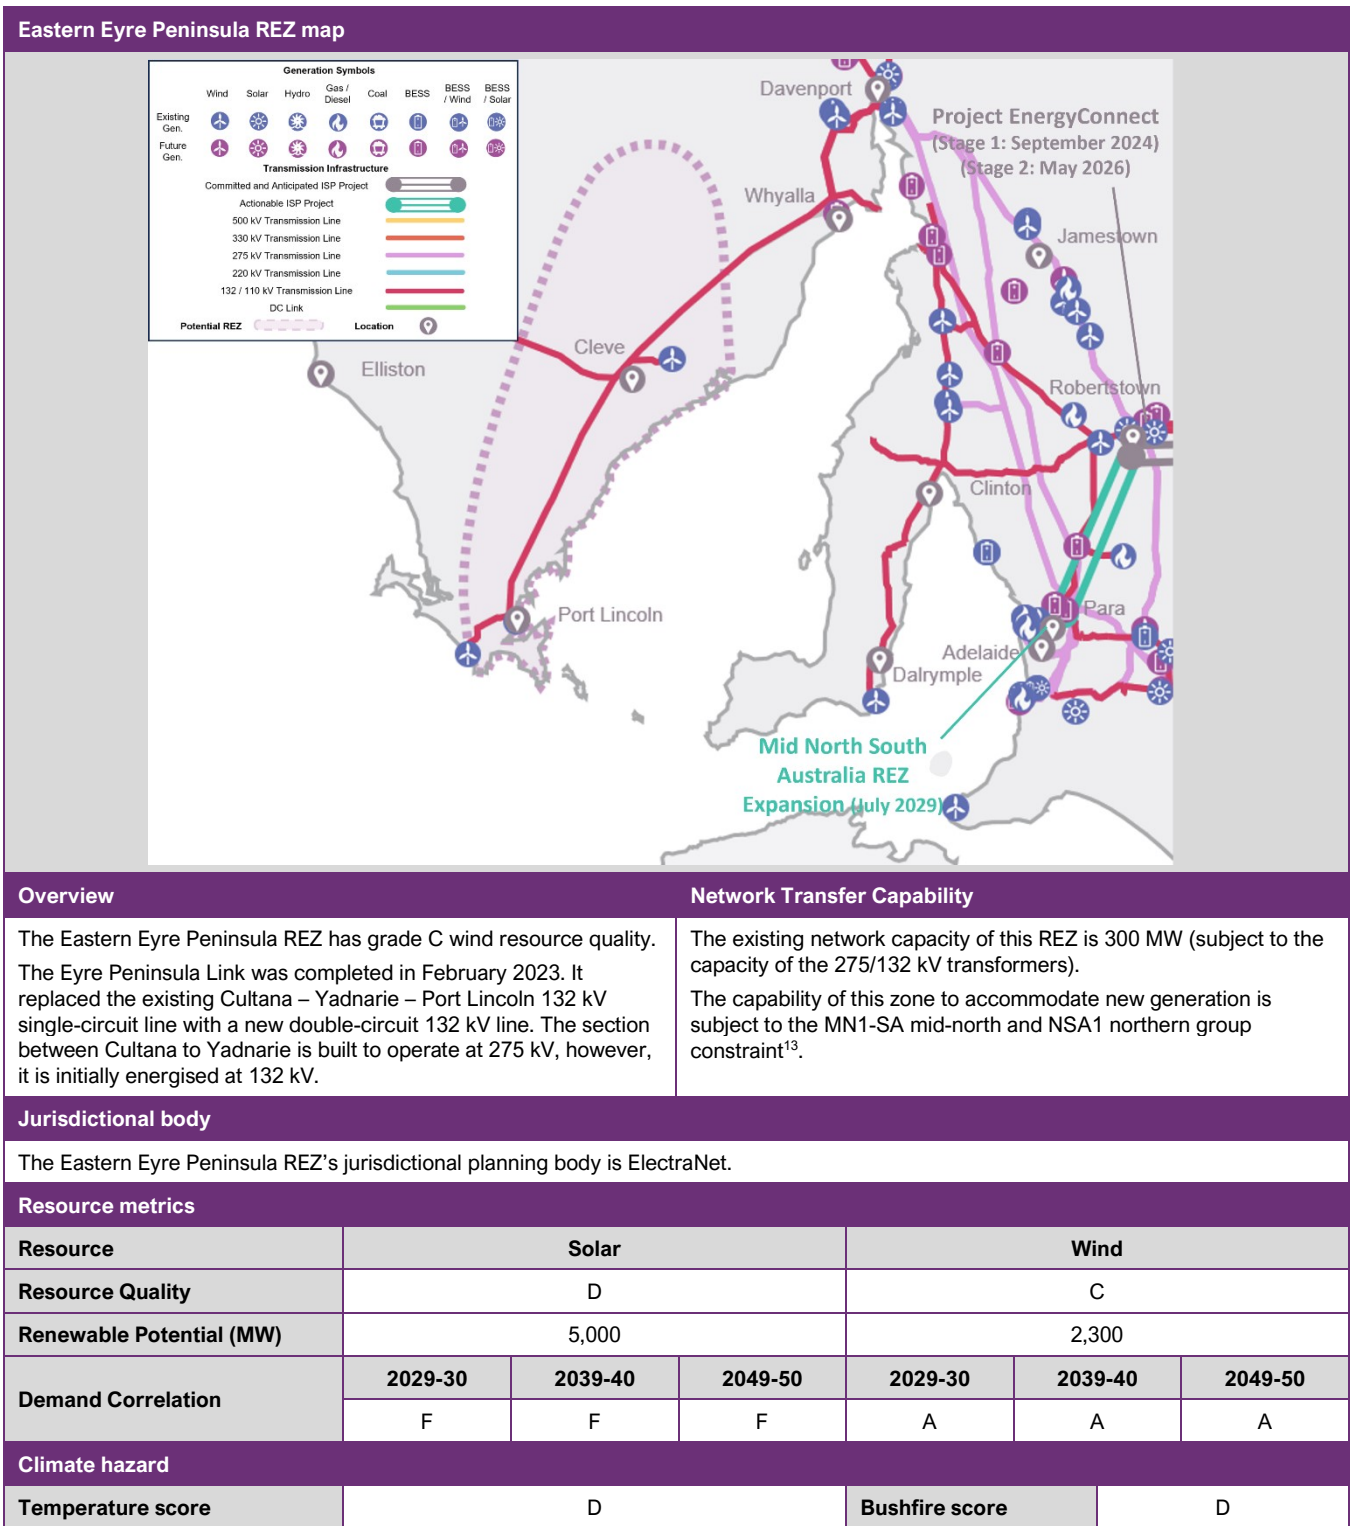 Eastern Eyre Peninsula REZ map
Generation Symbols
Wind Solar Hydro Gas / Diesel Coal BESS BESS / Wind BESS / Solar
Existing Gen.
Future Gen.
Transmission Infrastructure
Committed and Anticipated ISP Project
Actionable ISP Project
500 kV Transmission Line
330 kV Transmission Line
275 kV Transmission Line
220 kV Transmission Line
132 / 110 kV Transmission Line
DC Link
Potential REZ Location
Davenport
Project EnergyConnect
(Stage 1: September 2024)
(Stage 2: May 2026)
Whyalla
Jamestown
Cleve
Elliston
Robertstown
Clinton
Port Lincoln
Para
Adelaide
Dalrymple
Mid North South
Australia REZ
Expansion (July 2029)
Overview
The Eastern Eyre Peninsula REZ has grade C wind resource quality.
The Eyre Peninsula Link was completed in February 2023. It
replaced the existing Cultana – Yadnarie – Port Lincoln 132 kV
single-circuit line with a new double-circuit 132 kV line. The section
between Cultana to Yadnarie is built to operate at 275 kV, however,
it is initially energised at 132 kV.
Network Transfer Capability
The existing network capacity of this REZ is 300 MW (subject to the
capacity of the 275/132 kV transformers).
The capability of this zone to accommodate new generation is
subject to the MN1-SA mid-north and NSA1 northern group
constraint13.
Jurisdictional body
The Eastern Eyre Peninsula REZ's jurisdictional planning body is ElectraNet.
Resource metrics
Resource Solar Wind
Resource Quality D C
Renewable Potential (MW) 5,000 2,300
Demand Correlation 2029-30 2039-40 2049-50 2029-30 2039-40 2049-50
F F F A A A
Climate hazard
Temperature score D Bushfire score D